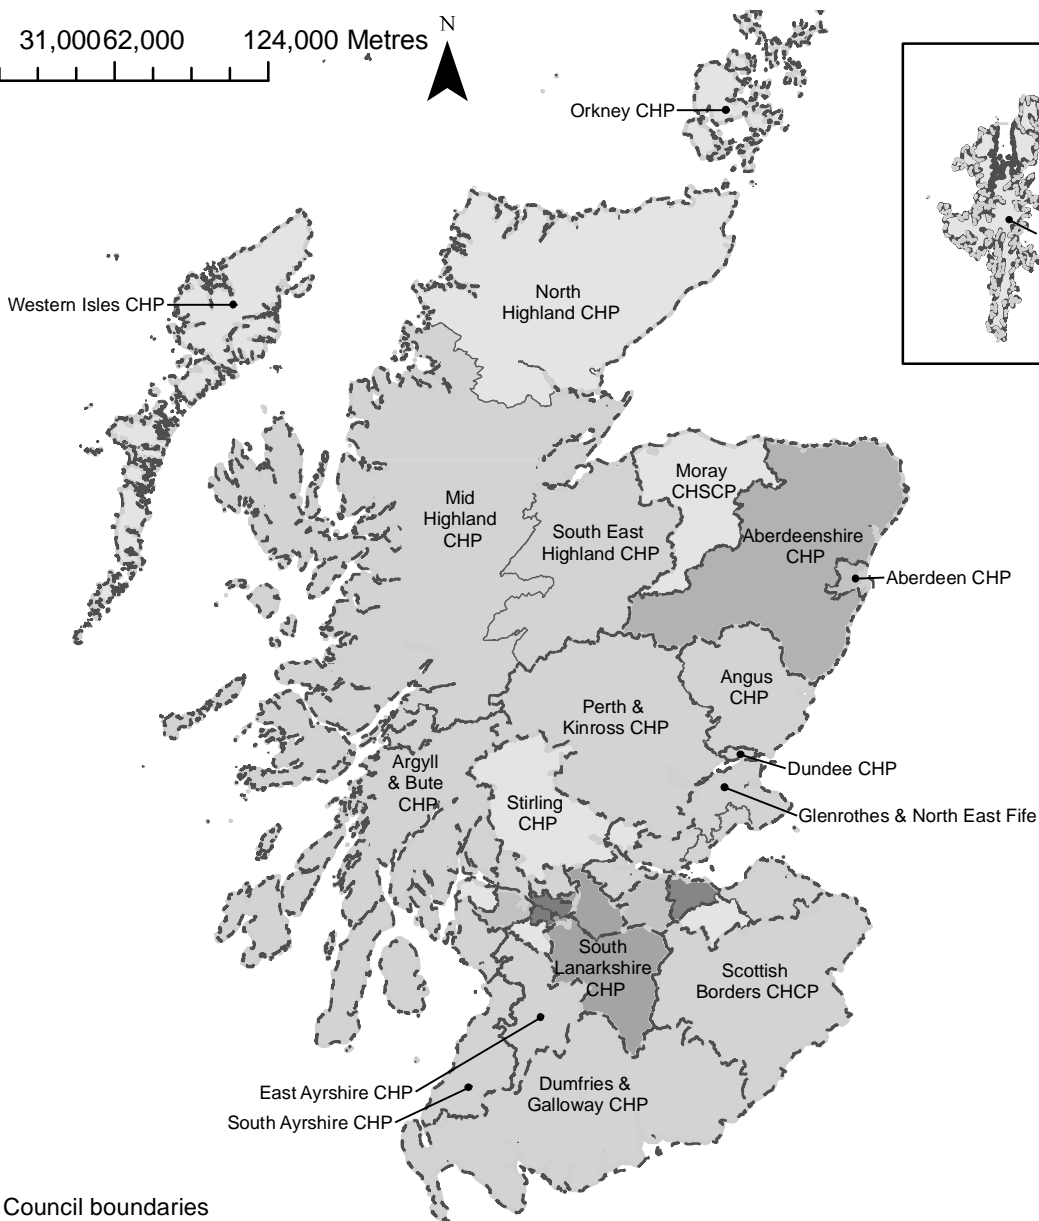 31,00062,000 124,000 Metres
N
Orkney CHP
Western Isles CHP
North
Highland CHP
Moray
CHSCP
Mid
Highland
CHP
South East
Highland CHP
Aberdeenshire
CHP
Aberdeen CHP
Angus
CHP
Perth &
Kinross CHP
Argyll
& Bute
CHP
Dundee CHP
Stirling
CHP
Glenrothes & North East Fife
South
Lanarkshire
CHP
Scottish
Borders CHCP
East Ayrshire CHP
Dumfries &
Galloway CHP
South Ayrshire CHP
Council boundaries